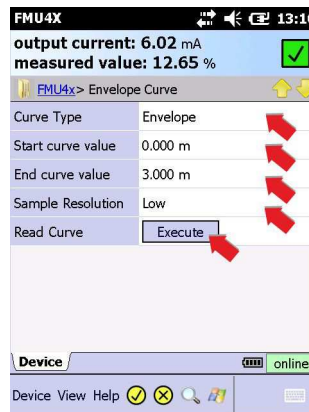 FMU4X 13:10
output current: 6.02 mA
measured value: 12.65 %
FMU4x> Envelope Curve
Curve Type Envelope
Start curve value 0.000 m
End curve value 3.000 m
Sample Resolution Low
Read Curve Execute
Device online
Device View Help